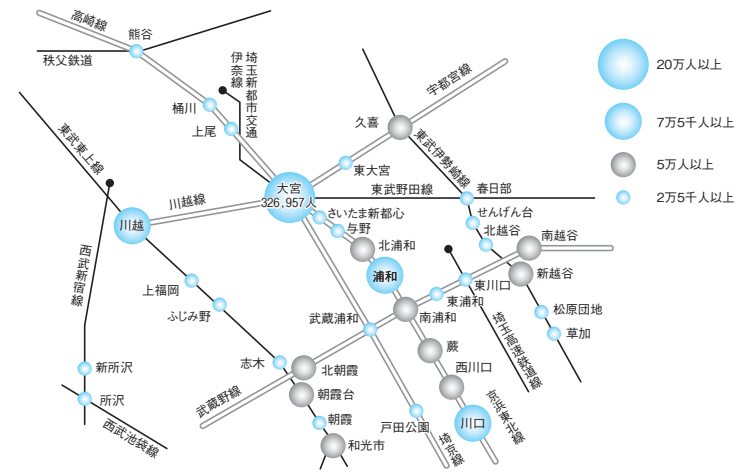 高崎線
熊谷
秩父鉄道
埼玉新都市交通
伊奈線
宇都宮線
20万人以上
7万5千人以上
5万人以上
2万5千人以上
桶川
上尾
久喜
東武伊勢崎線
東大宮
東武東上線
川越線
大宮
326,957人
東武野田線
春日部
さいたま新都心
与野
せんげん台
北越谷
南越谷
川越
北浦和
浦和
新越谷
西武新宿線
上福岡
ふじみ野
東川口
東浦和
武蔵浦和
南浦和
松原団地
草加
埼玉高速鉄道線
志木
北朝霞
蕨
西川口
新所沢
所沢
武蔵野線
朝霞台
朝霞
和光市
戸田公園
川口
京浜東北線
埼京線
西武池袋線